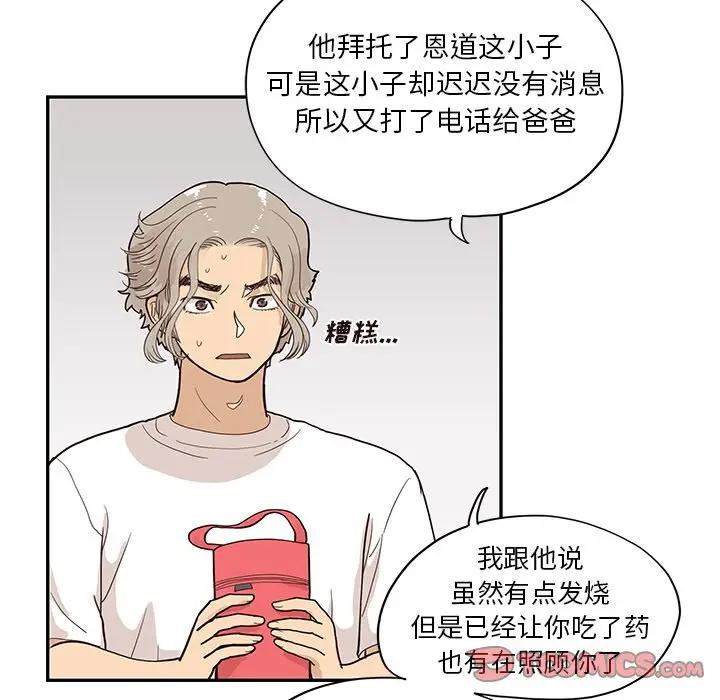 他拜托了恩道这小子
可是这小子却迟迟没有消息
所以又打了电话给爸爸
糟糕...
我跟他说
虽然有点发烧
但是已经让你吃了药
也有在照顾你了